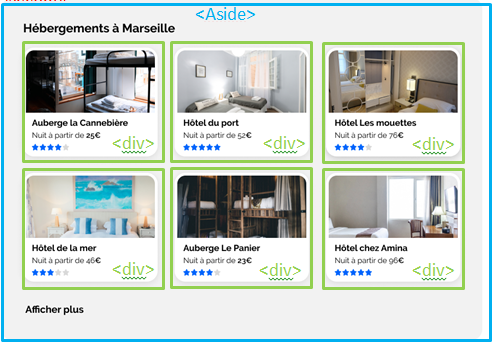 <Aside>
Hébergements à Marseille
Auberge la Cannebière
Nuit à partir de 25€
<div>
Hôtel du port
Nuit à partir de 52€
<div>
Hôtel Les mouettes
Nuit à partir de 76€
<div>
Hôtel de la mer
Nuit à partir de 46€
<div>
Auberge Le Panier
Nuit à partir de 23€
<div>
Hôtel chez Amina
Nuit à partir de 96€
<div>
Afficher plus